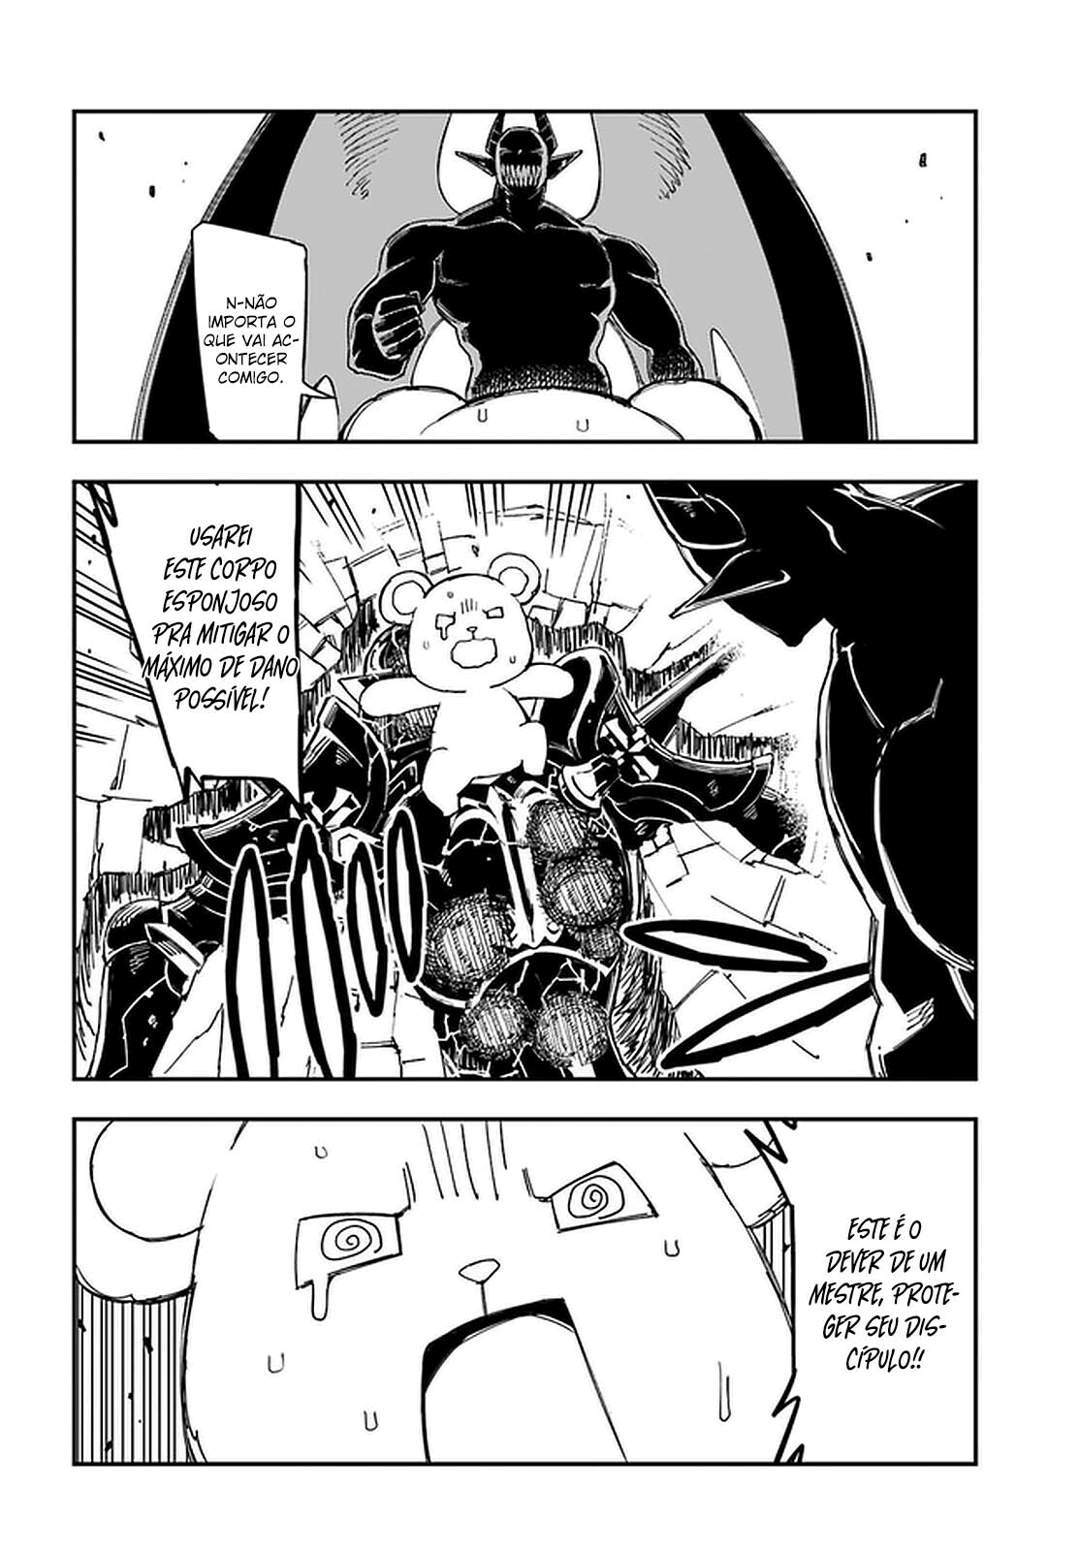 N-NÃO
IMPORTA O
QUE VAI AC-
ONTECER
COMIGO.
USAREI
ESTE CORPO
ESPONJOSO
PRA MITIGAR O
MÁXIMO DE DANO
POSSÍVEL!
ESTE É O
DEVER DE UM
MESTRE, PROTE-
GER SEU DIS-
CÍPULO!!